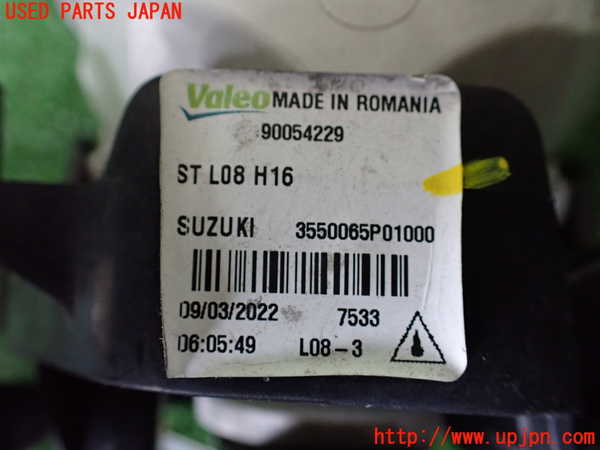 USED PARTS JAPAN
Valeo MADE IN ROMANIA
90054229
ST L08 H16
SUZUKI 3550065P01000
09/03/2022 7533
06:05:49 L08-3
http://www.upjpn.com/